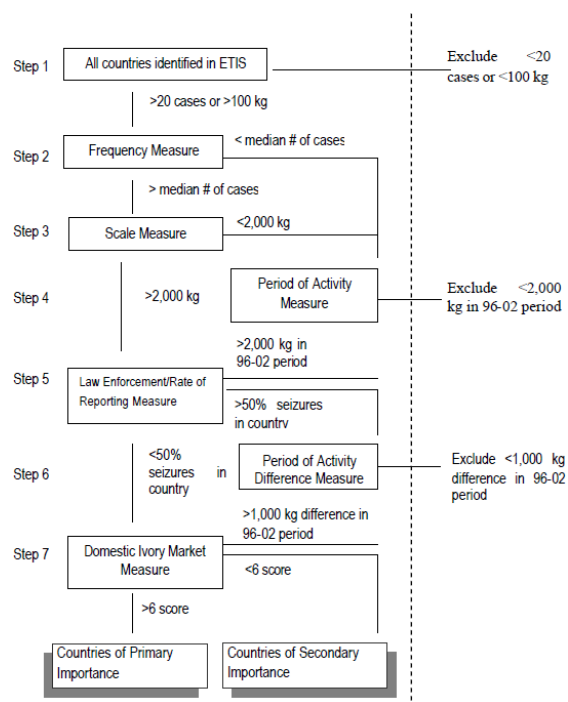 Step 1
All countries identified in ETIS
Exclude <20
cases or <100 kg
>20 cases or >100 kg
Step 2
Frequency Measure
< median # of cases
> median # of cases
Step 3
Scale Measure
<2,000 kg
Step 4
>2,000 kg
Period of Activity
Measure
Exclude <2,000
kg in 96-02 period
>2,000 kg in
96-02 period
Step 5
Law Enforcement/Rate of
Reporting Measure
>50% seizures
in country
Step 6
<50%
seizures in
country
Period of Activity
Difference Measure
Exclude <1,000 kg
difference in 96-02
period
>1,000 kg difference in
96-02 period
Step 7
Domestic Ivory Market
Measure
<6 score
>6 score
Countries of Primary
Importance
Countries of Secondary
Importance